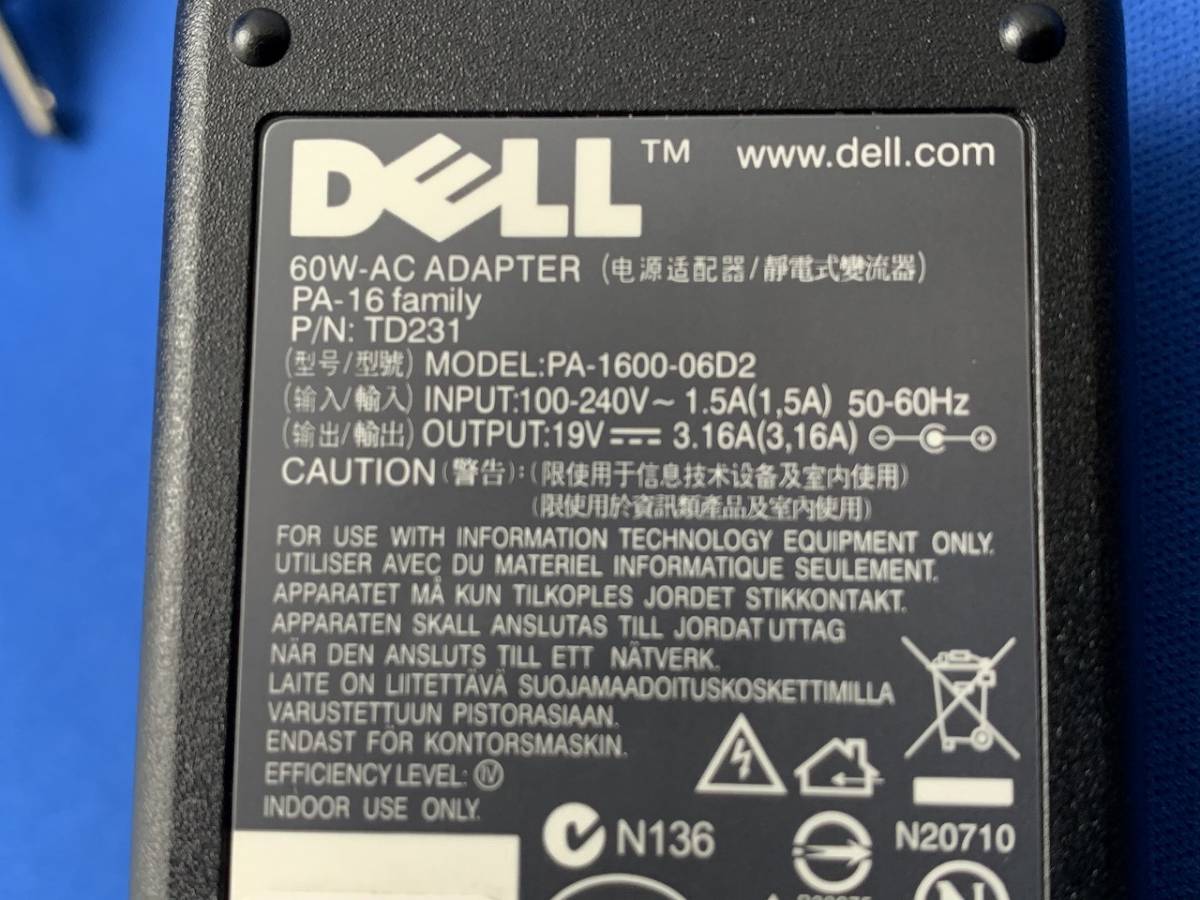 DELL™ www.dell.com
60W-AC ADAPTER (电源适配器/靜電式變流器)
PA-16 family
P/N: TD231
(型号/型號) MODEL:PA-1600-06D2
(输入/輸入) INPUT:100-240V~ 1.5A(1,5A) 50-60Hz
(输出/輸出) OUTPUT:19V⎓ 3.16A(3,16A)
CAUTION (警告): (限使用于信息技术设备及室内使用)
(限使用於資訊類產品及室內使用)
FOR USE WITH INFORMATION TECHNOLOGY EQUIPMENT ONLY.
UTILISER AVEC DU MATERIEL INFORMATIQUE SEULEMENT.
APPARATET MÅ KUN TILKOPLES JORDET STIKKONTAKT.
APPARATEN SKALL ANSLUTAS TILL JORDAT UTTAG
NÄR DEN ANSLUTS TILL ETT NÄTVERK.
LAITE ON LIITETTÄVÄ SUOJAMAADOITUSKOSKETTIMILLA
VARUSTETTUUN PISTORASIAAN.
ENDAST FÖR KONTORSMASKIN.
EFFICIENCY LEVEL: IV
INDOOR USE ONLY.
N136
N20710